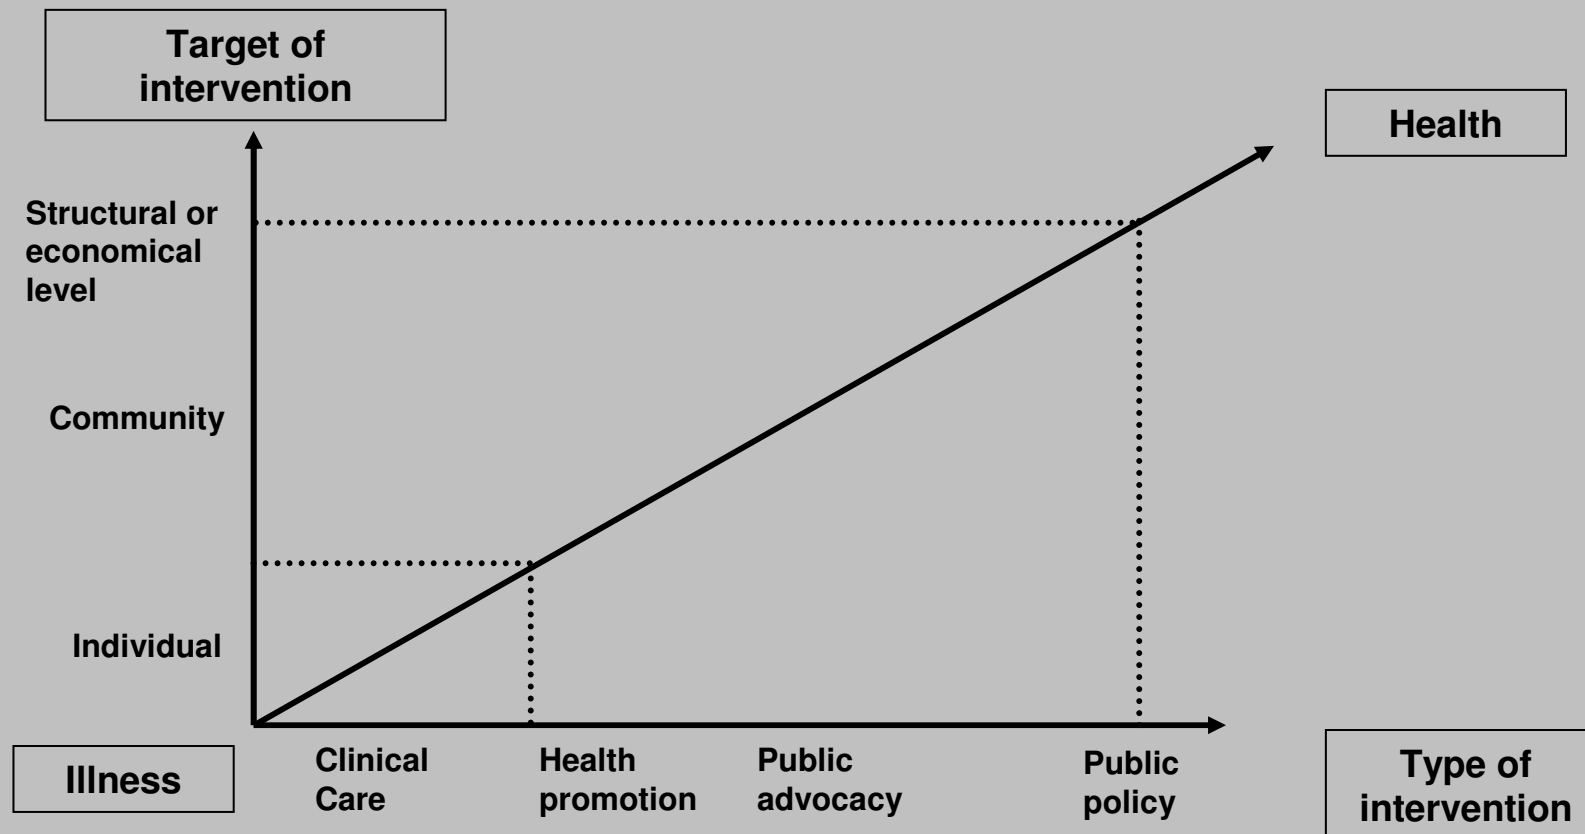 Target of
intervention
Health
Structural or
economical
level
Community
Individual
Illness
Clinical
Care
Health
promotion
Public
advocacy
Public
policy
Type of
intervention